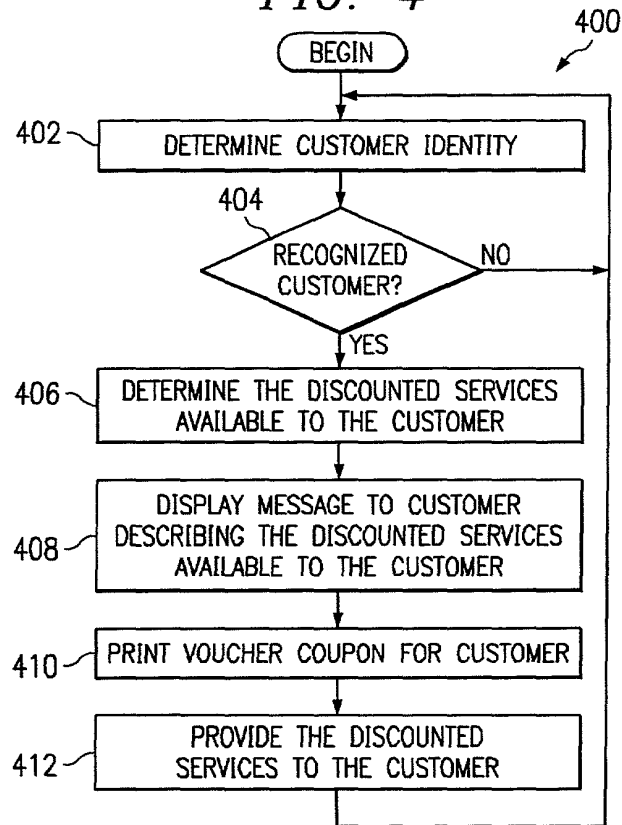 FIG. 4
400
BEGIN
402
DETERMINE CUSTOMER IDENTITY
404
RECOGNIZED
CUSTOMER?
NO
YES
406
DETERMINE THE DISCOUNTED SERVICES
AVAILABLE TO THE CUSTOMER
408
DISPLAY MESSAGE TO CUSTOMER
DESCRIBING THE DISCOUNTED SERVICES
AVAILABLE TO THE CUSTOMER
410
PRINT VOUCHER COUPON FOR CUSTOMER
412
PROVIDE THE DISCOUNTED
SERVICES TO THE CUSTOMER